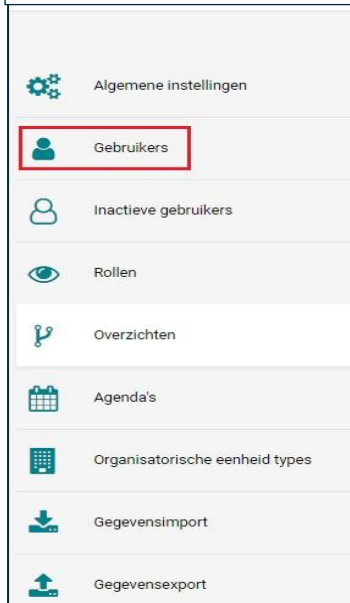 Algemene instellingen
Gebruikers
Inactieve gebruikers
Rollen
Overzichten
Agenda's
Organisatorische eenheid types
Gegevensimport
Gegevensexport